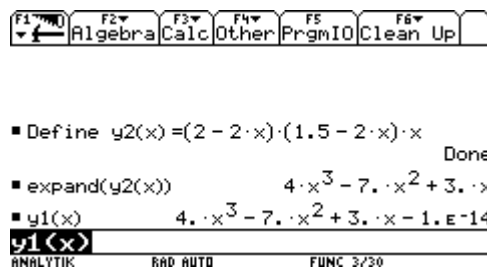 F1 F2 F3 F4 F5 F6
Algebra Calc Other PrgmIO Clean Up
▪ Define y2(x)=(2 - 2·x)·(1.5 - 2·x)·x
Done
▪ expand(y2(x)) 4·x³ - 7.·x² + 3.·x
▪ y1(x) 4.·x³ - 7.·x² + 3.·x - 1.ᴇ⁻14
y1(x)
ANALYTIK RAD AUTO FUNC 3/30